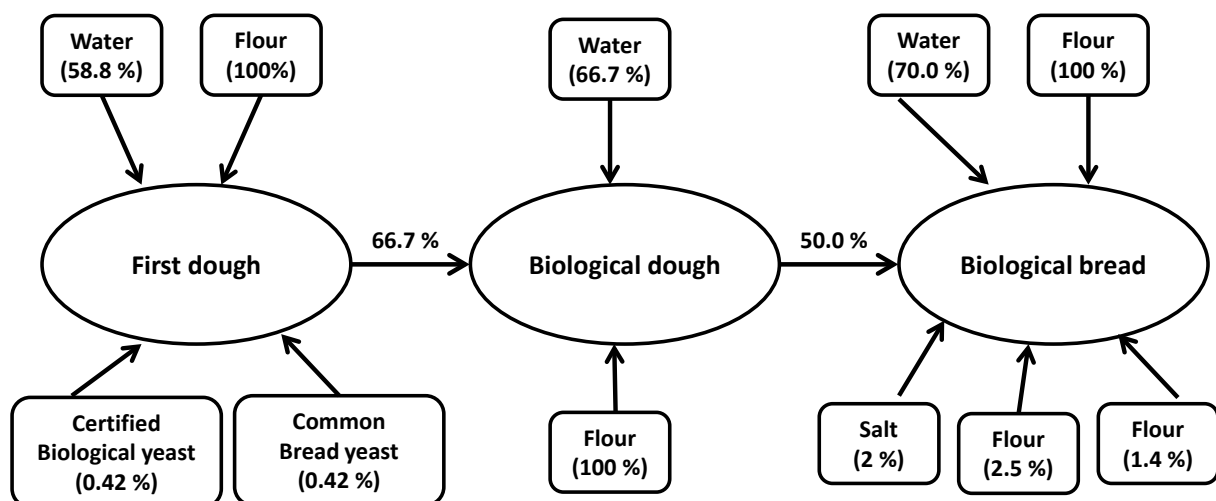 Water
(58.8 %)
Flour
(100%)
Water
(66.7 %)
Water
(70.0 %)
Flour
(100 %)
First dough
66.7 %
Biological dough
50.0 %
Biological bread
Certified
Biological yeast
(0.42 %)
Common
Bread yeast
(0.42 %)
Flour
(100 %)
Salt
(2 %)
Flour
(2.5 %)
Flour
(1.4 %)